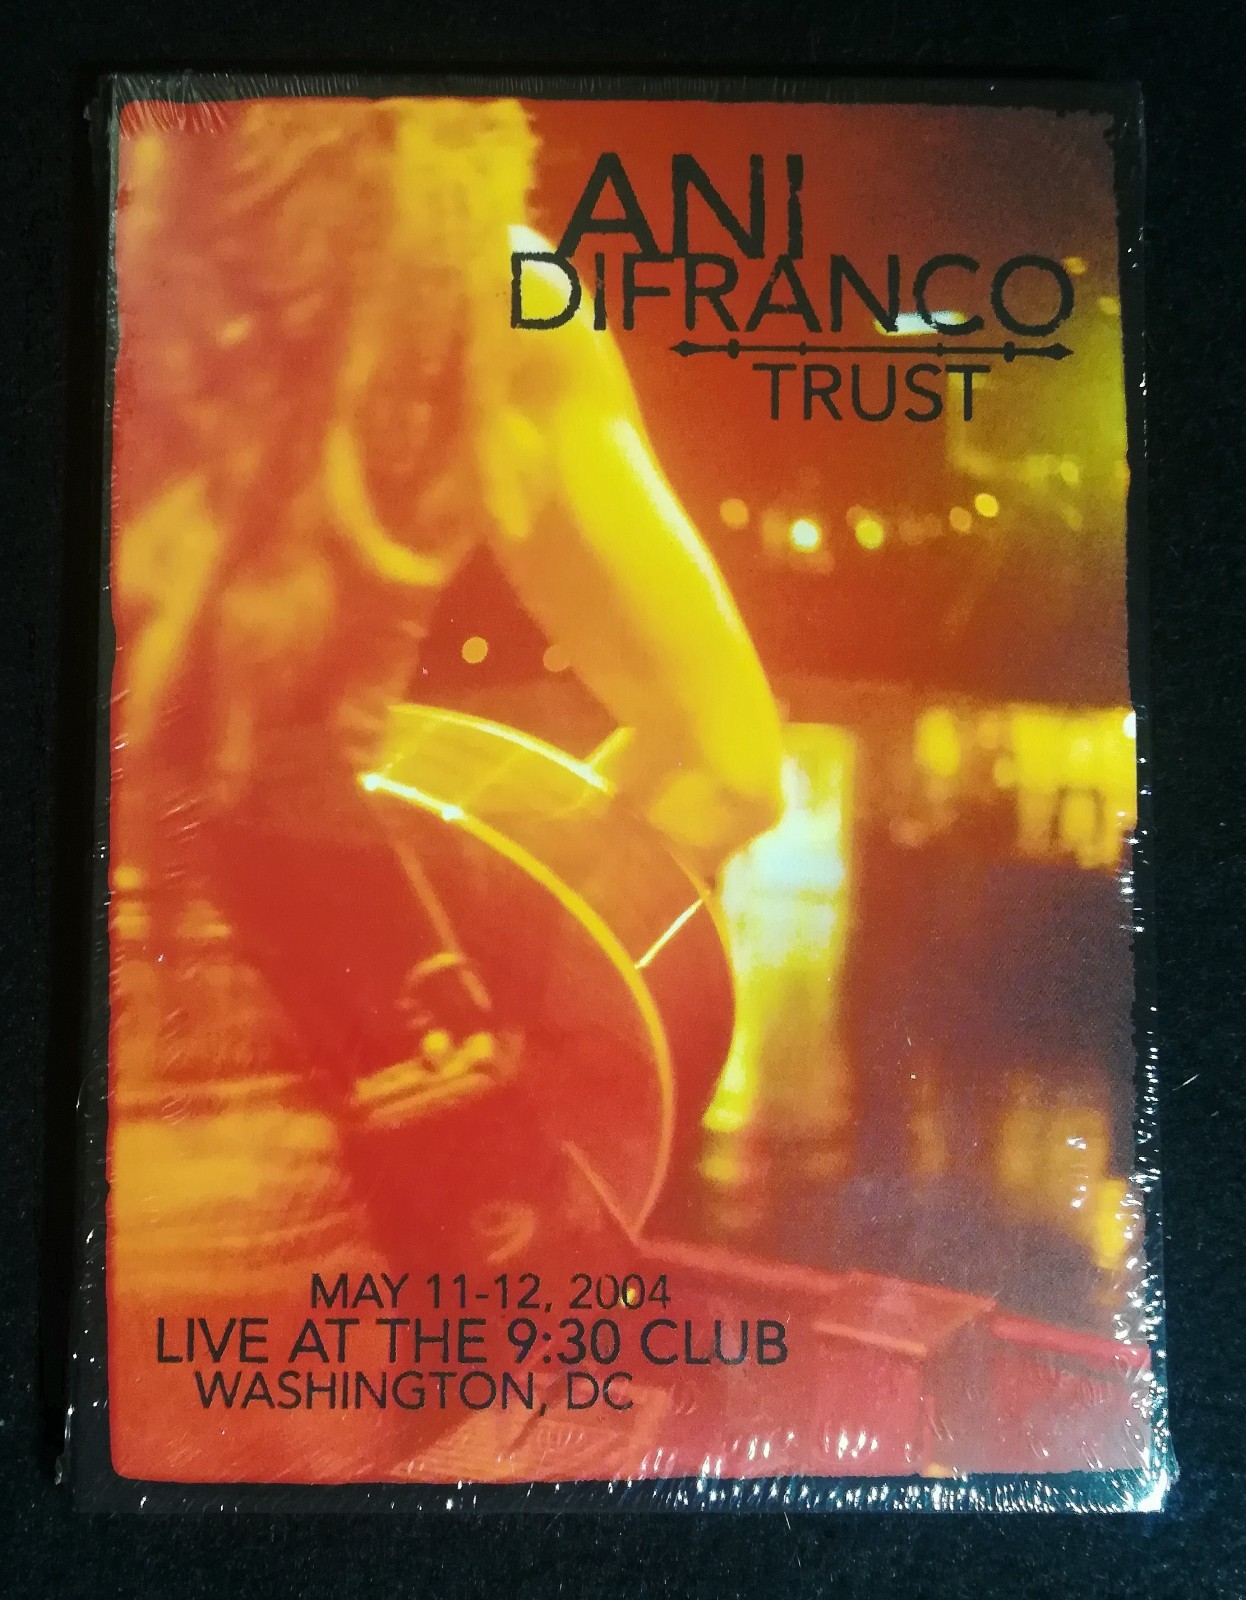 ANI
DIFRANCO
TRUST
MAY 11-12, 2004
LIVE AT THE 9:30 CLUB
WASHINGTON, DC